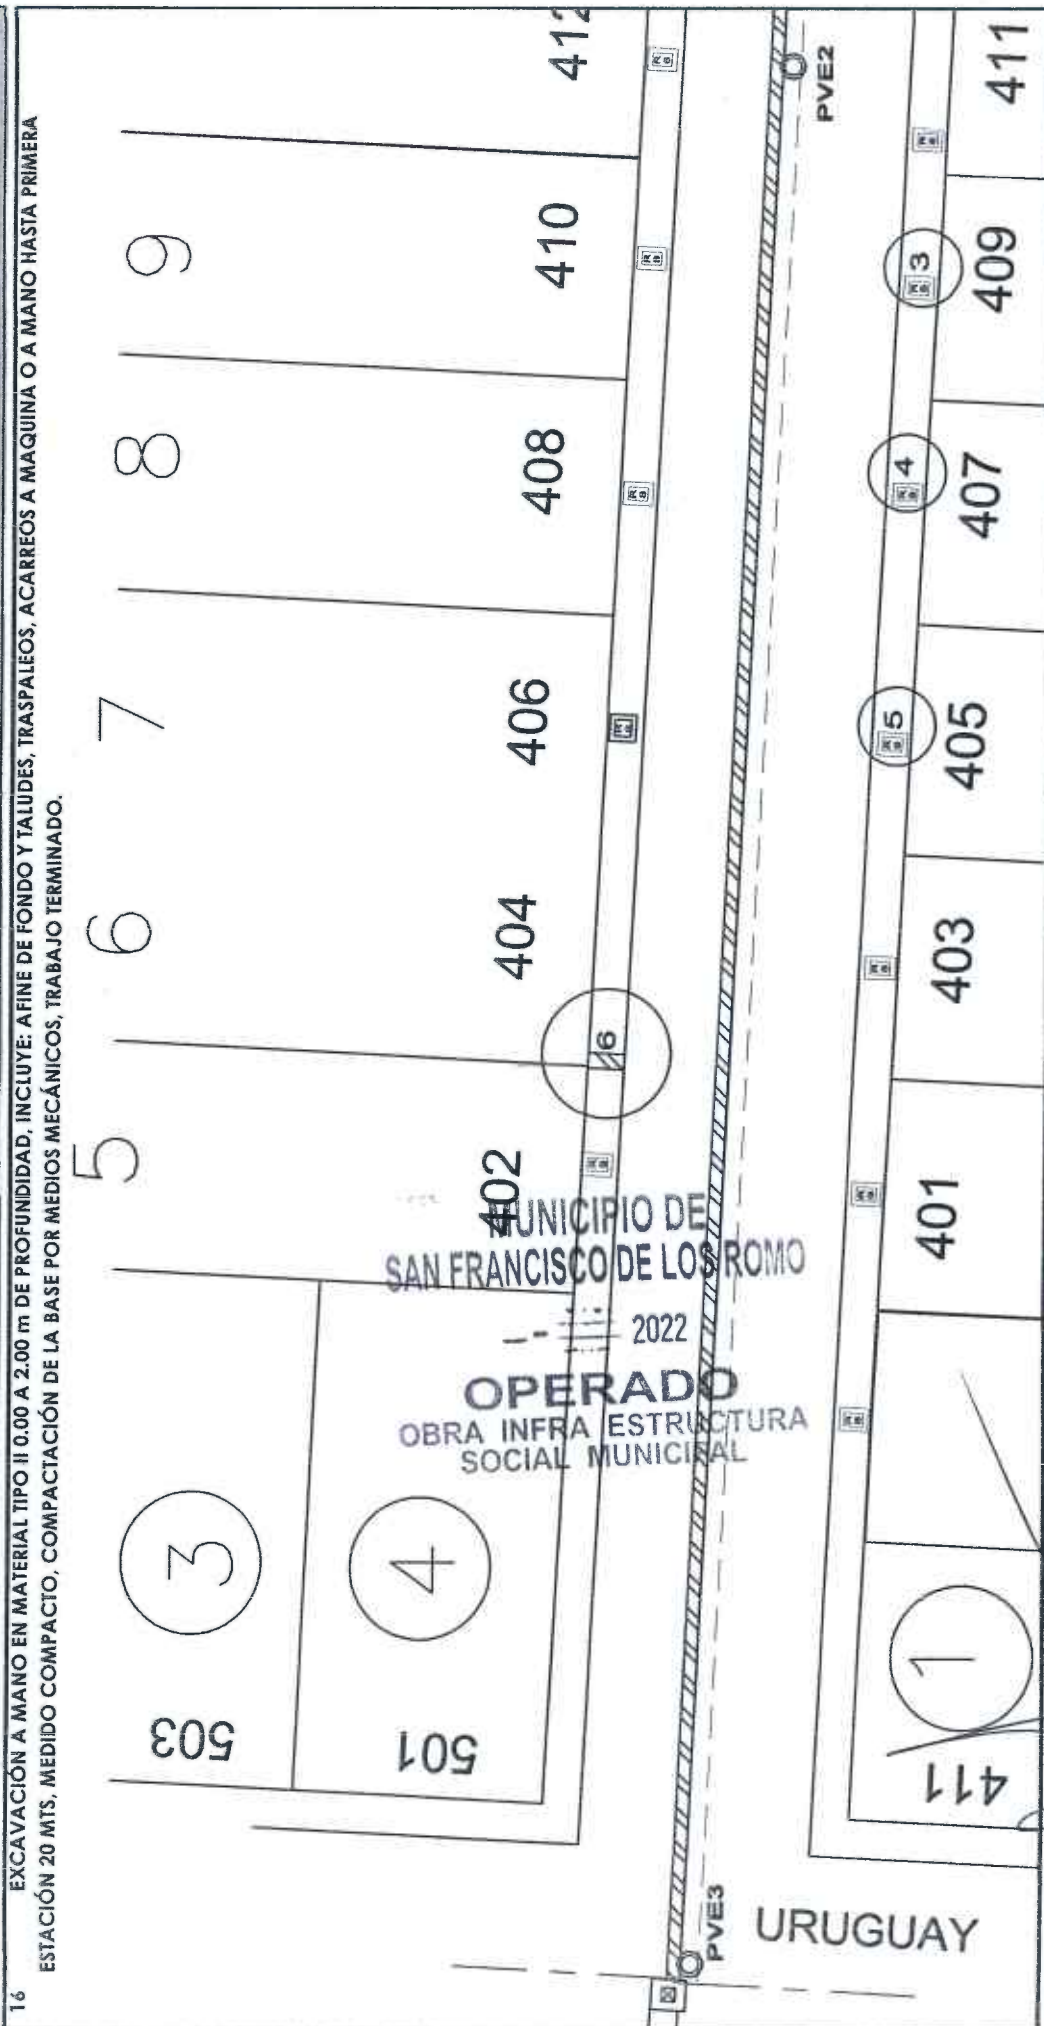 16 EXCAVACIÓN A MANO EN MATERIAL TIPO II 0.00 A 2.00 m DE PROFUNDIDAD, INCLUYE: AFINE DE FONDO Y TALUDES, TRASPALEOS, ACARREOS A MAQUINA O A MANO HASTA PRIMERA
ESTACIÓN 20 MTS, MEDIDO COMPACTO, COMPACTACIÓN DE LA BASE POR MEDIOS MECÁNICOS, TRABAJO TERMINADO.
5
6
7
8
9
3
503
4
501
402
404
406
408
410
412
6
MUNICIPIO DE
SAN FRANCISCO DE LOS ROMO
2022
OPERADO
OBRA INFRA ESTRUCTURA
SOCIAL MUNICIPAL
PVE3
PVE2
URUGUAY
5
4
3
1
411
401
403
405
407
409
411